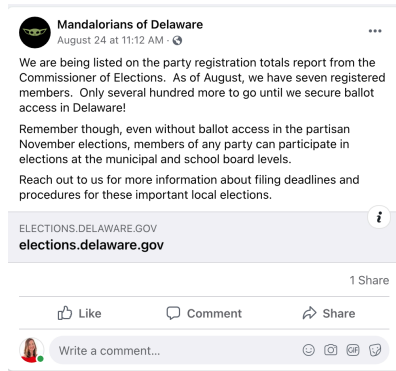 Mandalorians of Delaware
August 24 at 11:12 AM ·
We are being listed on the party registration totals report from the
Commissioner of Elections. As of August, we have seven registered
members. Only several hundred more to go until we secure ballot
access in Delaware!
Remember though, even without ballot access in the partisan
November elections, members of any party can participate in
elections at the municipal and school board levels.
Reach out to us for more information about filing deadlines and
procedures for these important local elections.
i
ELECTIONS.DELAWARE.GOV
elections.delaware.gov
1 Share
Like Comment Share
Write a comment... GIF